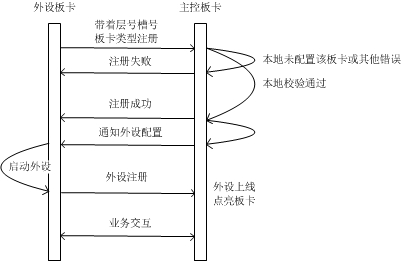 外设板卡
主控板卡
带着层号槽号
板卡类型注册
注册失败
本地未配置该板卡或其他错误
本地校验通过
注册成功
通知外设配置
启动外设
外设注册
外设上线
点亮板卡
业务交互